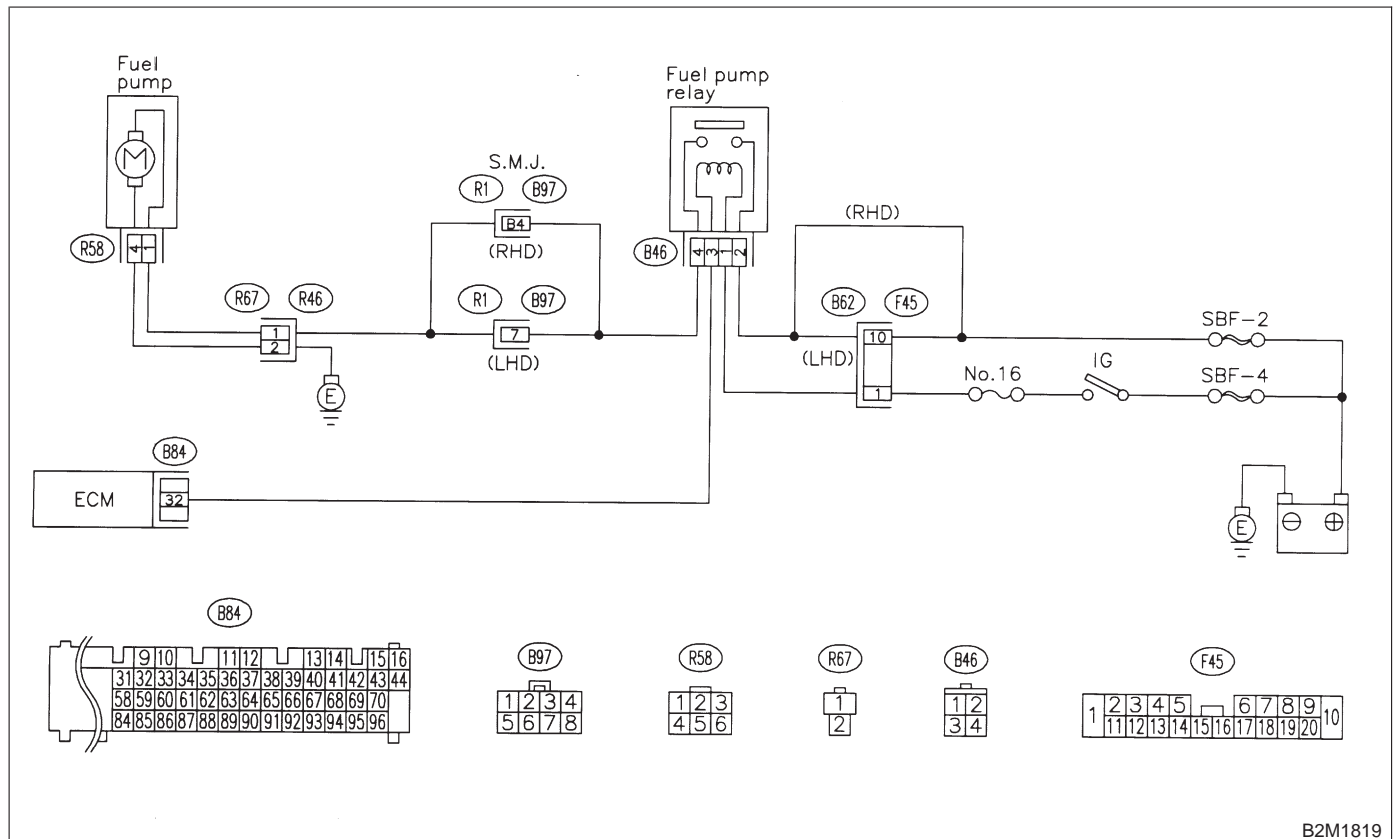 Fuel
pump
M
R58
4 1
R67
R46
1
2
E
S.M.J.
R1
B97
B4
(RHD)
R1
B97
7
(LHD)
Fuel pump
relay
B46
4 3 1 2
(RHD)
B62
F45
(LHD)
10
1
No.16
IG
SBF-2
SBF-4
E
⊖ ⊕
ECM
B84
32
B84
9 10 11 12 13 14 15 16
31 32 33 34 35 36 37 38 39 40 41 42 43 44
58 59 60 61 62 63 64 65 66 67 68 69 70
84 85 86 87 88 89 90 91 92 93 94 95 96
B97
1 2 3 4
5 6 7 8
R58
1 2 3
4 5 6
R67
1
2
B46
1 2
3 4
F45
1 2 3 4 5 6 7 8 9 10
11 12 13 14 15 16 17 18 19 20
B2M1819